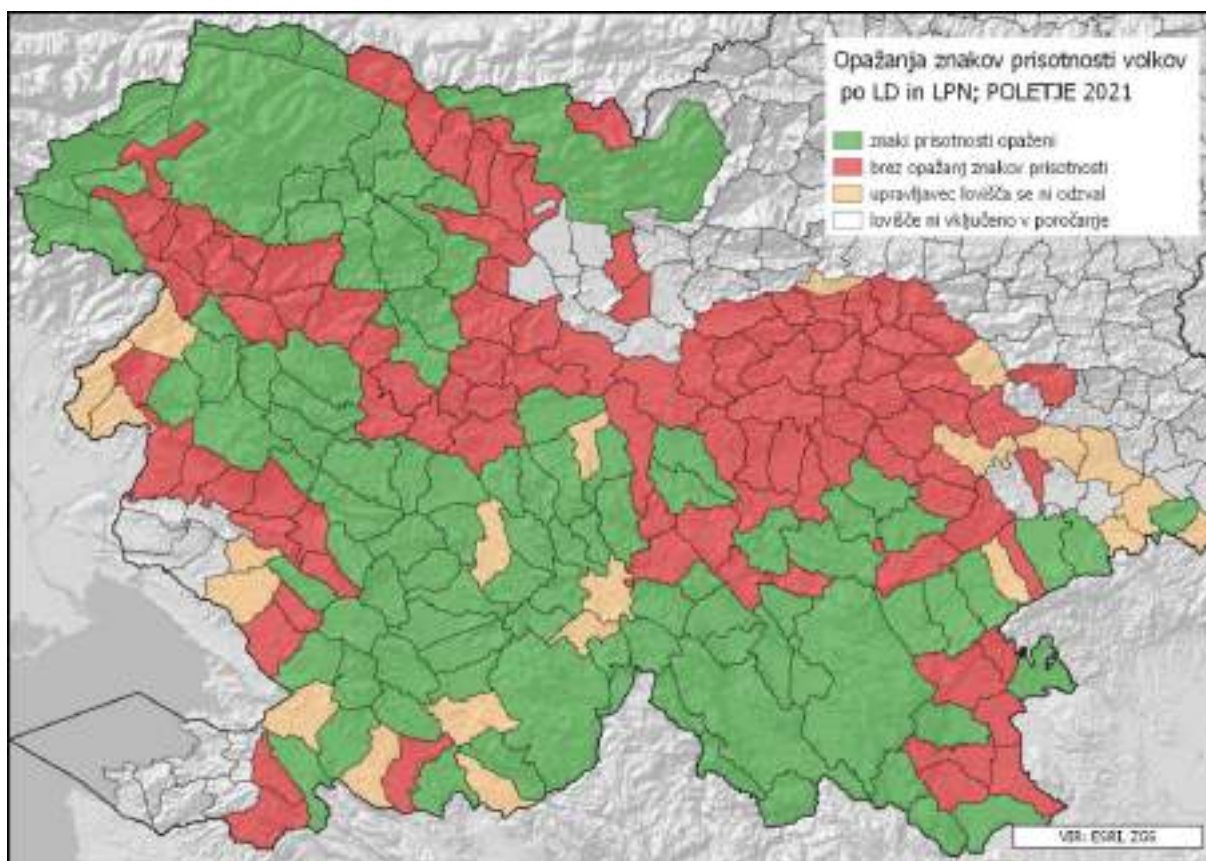 Opažanja znakov prisotnosti volkov
po LD in LPN; POLETJE 2021
znaki prisotnosti opaženi
brez opažanj znakov prisotnosti
upravljavec lovišča se ni odzval
lovišče ni vključeno v poročanje
VIR: ESRI, ZGS